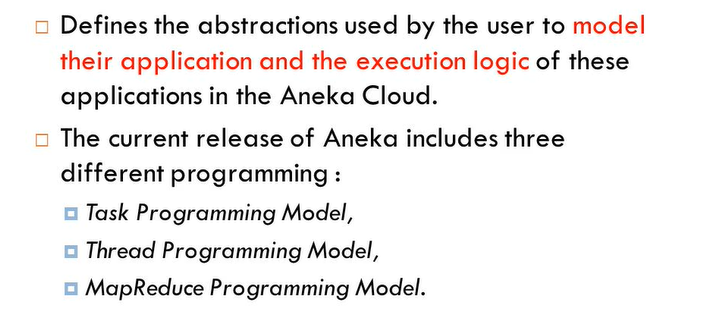 Defines the abstractions used by the user to model
their application and the execution logic of these
applications in the Aneka Cloud.
The current release of Aneka includes three
different programming :
Task Programming Model,
Thread Programming Model,
MapReduce Programming Model.